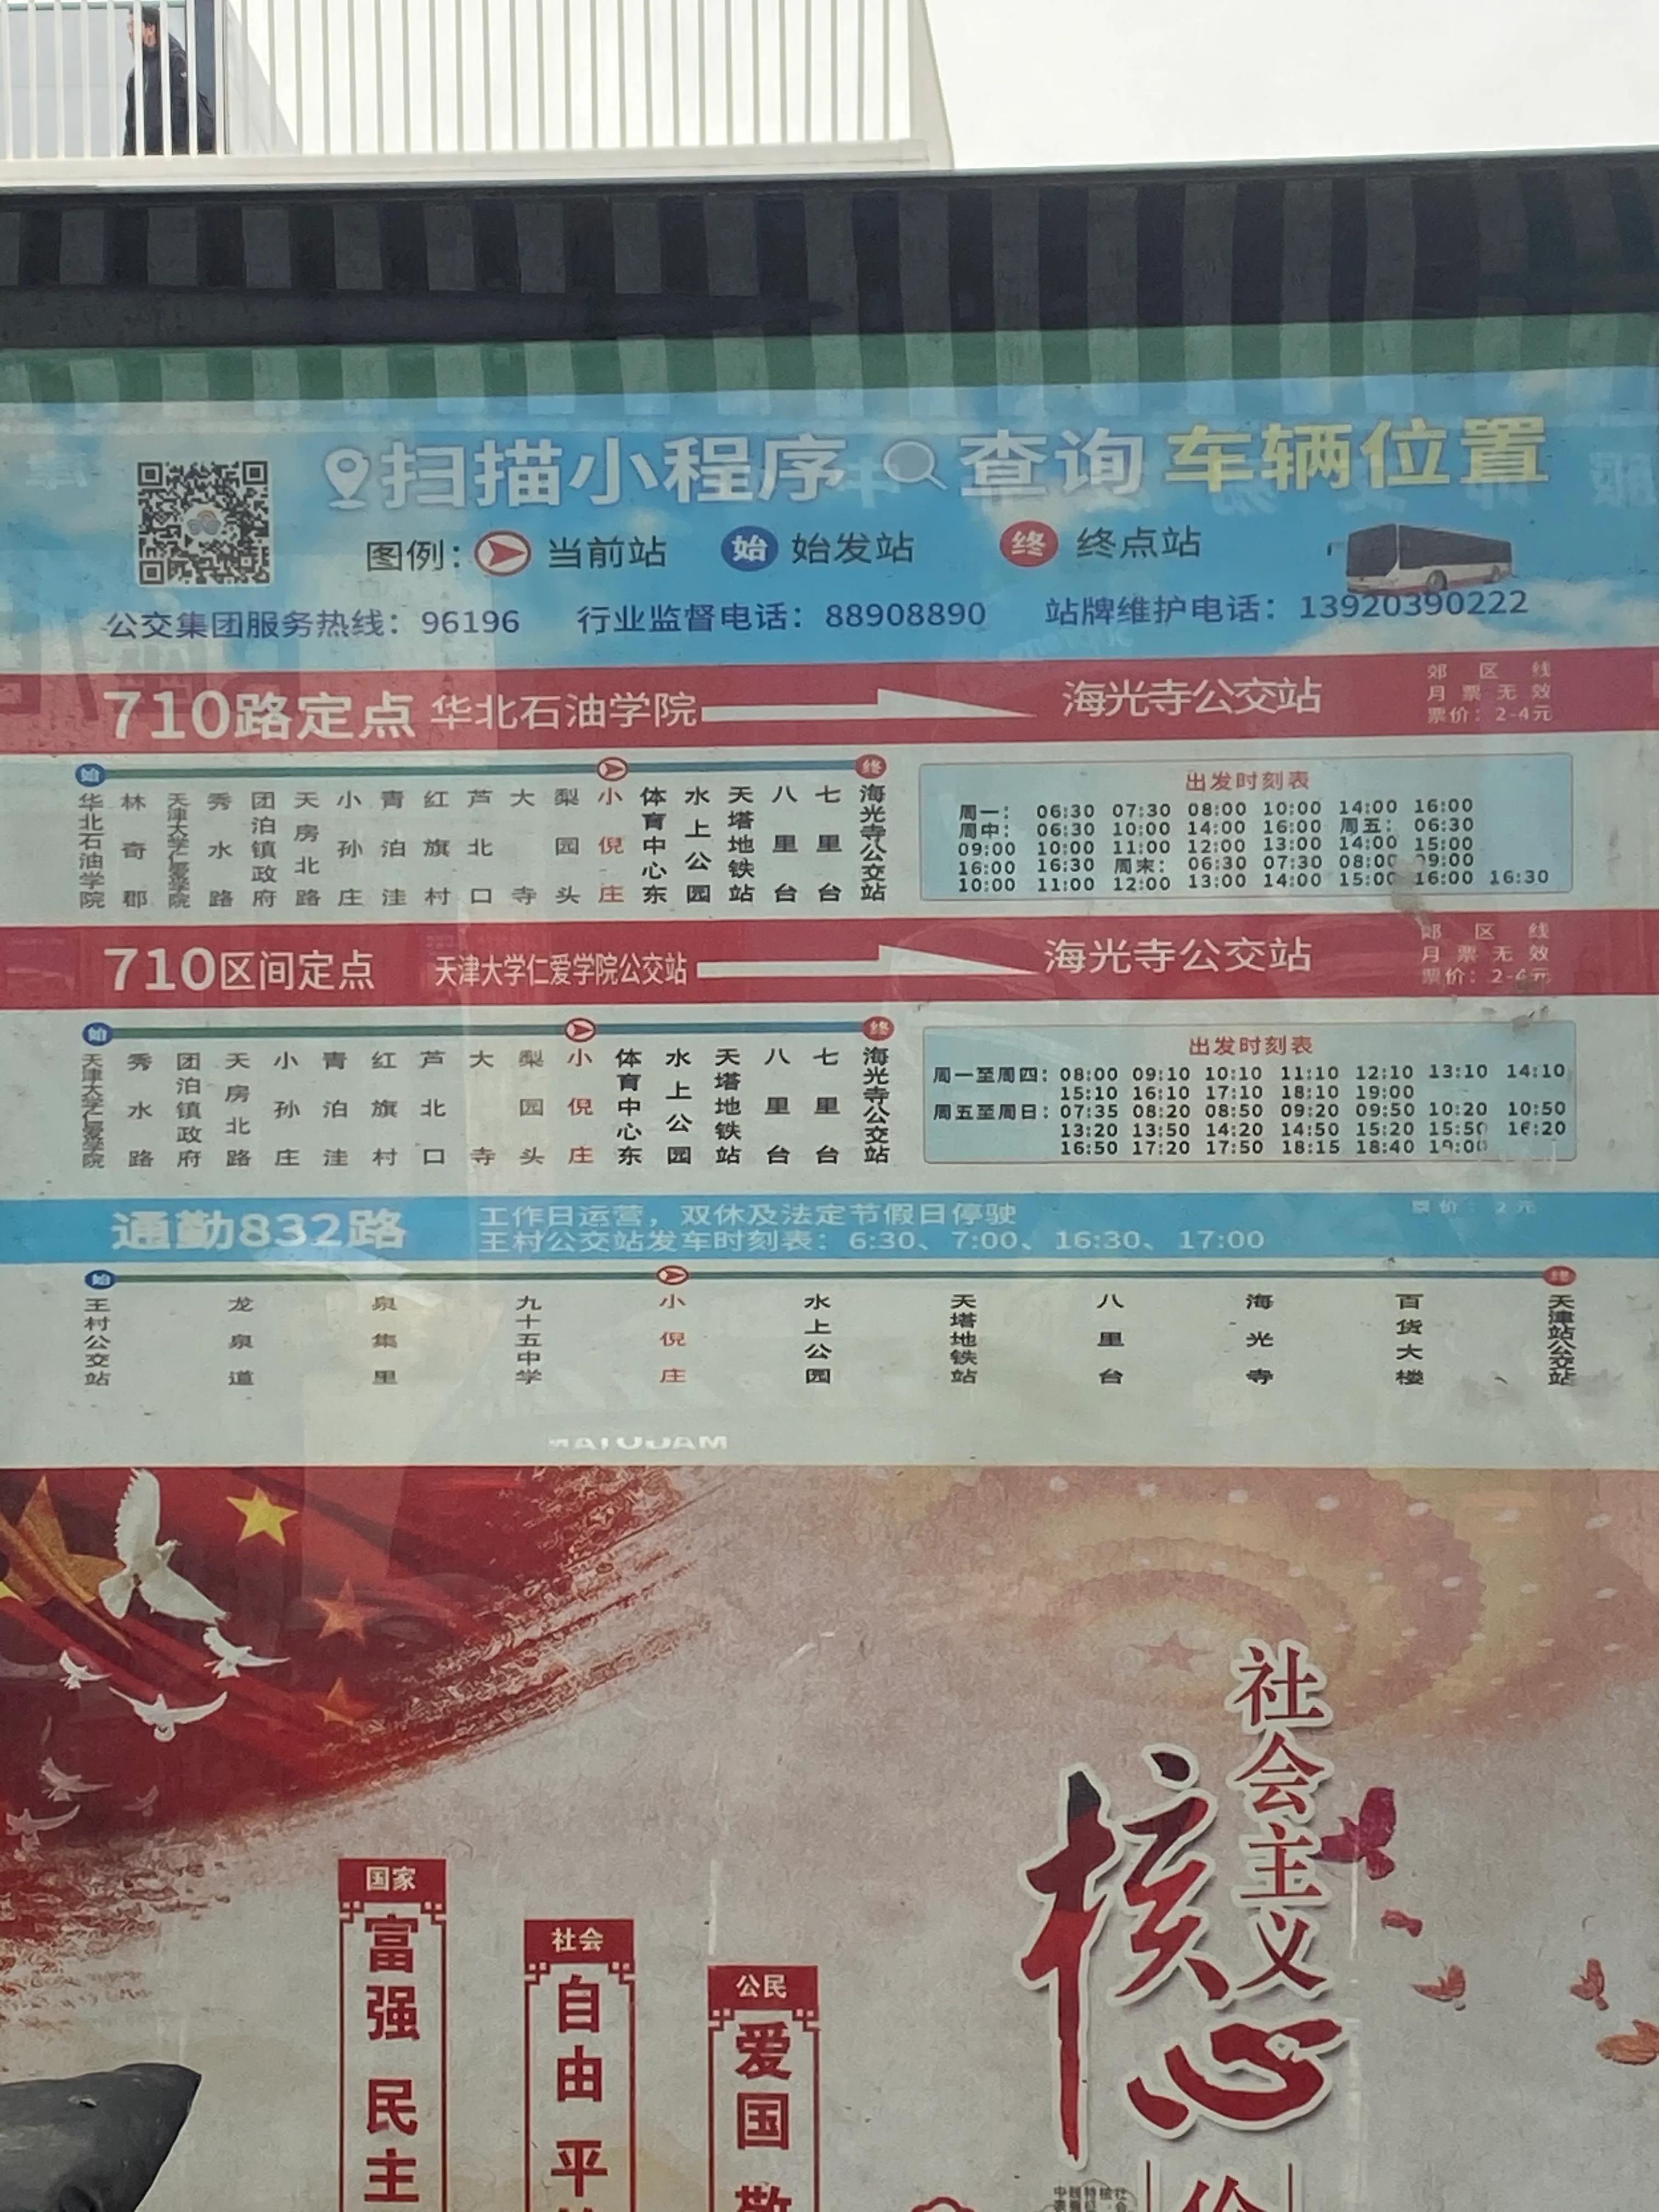 扫描小程序 查询 车辆位置
图例： 当前站 始 始发站 终 终点站
公交集团服务热线：96196 行业监督电话：88908890 站牌维护电话：13920390222
710路定点 华北石油学院 海光寺公交站
郊区线
月票无效
票价：2-4元
始 终
华北石油学院
林奇郡
天津大学仁爱学院
秀水路
团泊镇政府
天房北路
小孙庄
青泊洼
红旗村
芦北口
大寺
梨园头
小倪庄
体育中心东
水上公园
天塔地铁站
八里台
七里台
海光寺公交站
出发时刻表
周一： 06:30 07:30 08:00 10:00 14:00 16:00
周中： 06:30 10:00 14:00 16:00 周五： 06:30
09:00 10:00 11:00 12:00 13:00 14:00 15:00
16:00 16:30 周末： 06:30 07:30 08:00 09:00
10:00 11:00 12:00 13:00 14:00 15:00 16:00 16:30
710区间定点 天津大学仁爱学院公交站 海光寺公交站
郊区线
月票无效
票价：2-4元
始 终
天津大学仁爱学院
秀水路
团泊镇政府
天房北路
小孙庄
青泊洼
红旗村
芦北口
大寺
梨园头
小倪庄
体育中心东
水上公园
天塔地铁站
八里台
七里台
海光寺公交站
出发时刻表
周一至周四：08:00 09:10 10:10 11:10 12:10 13:10 14:10
15:10 16:10 17:10 18:10 19:00
周五至周日：07:35 08:20 08:50 09:20 09:50 10:20 10:50
13:20 13:50 14:20 14:50 15:20 15:50 16:20
16:50 17:20 17:50 18:15 18:40 19:00
通勤832路
工作日运营，双休及法定节假日停驶
王村公交站发车时刻表：6:30、7:00、16:30、17:00
票价：2元
始 终
王村公交站
龙泉道
泉集里
九十五中学
小倪庄
水上公园
天塔地铁站
八里台
海光寺
百货大楼
天津站公交站
社会主义
核心
国家
富强 民主
社会
自由 平
公民
爱国 敬